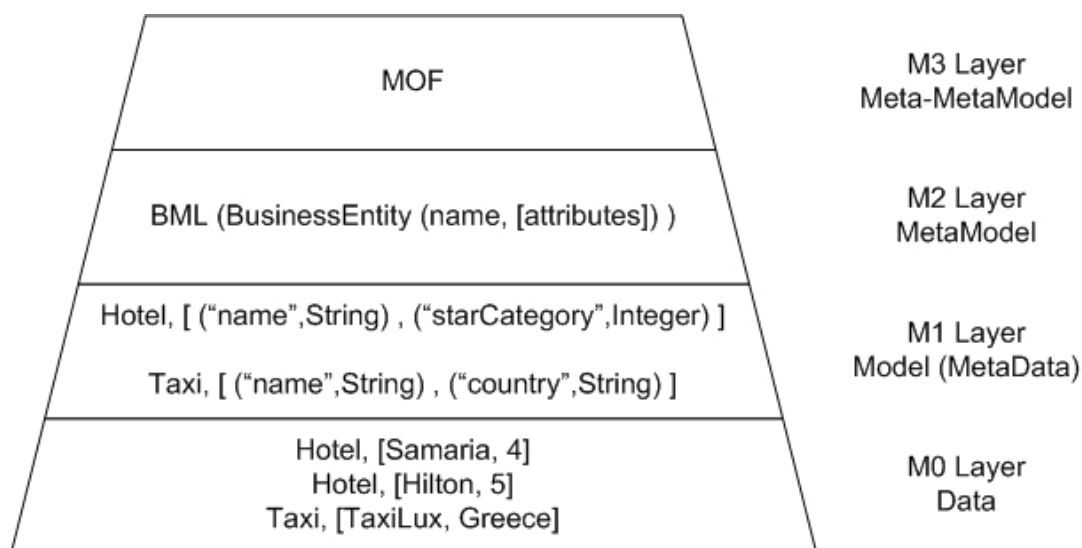 MOF
M3 Layer
Meta-MetaModel
BML (BusinessEntity (name, [attributes]) )
M2 Layer
MetaModel
Hotel, [ (“name”,String) , (“starCategory”,Integer) ]
Taxi, [ (“name”,String) , (“country”,String) ]
M1 Layer
Model (MetaData)
Hotel, [Samaria, 4]
Hotel, [Hilton, 5]
Taxi, [TaxiLux, Greece]
M0 Layer
Data